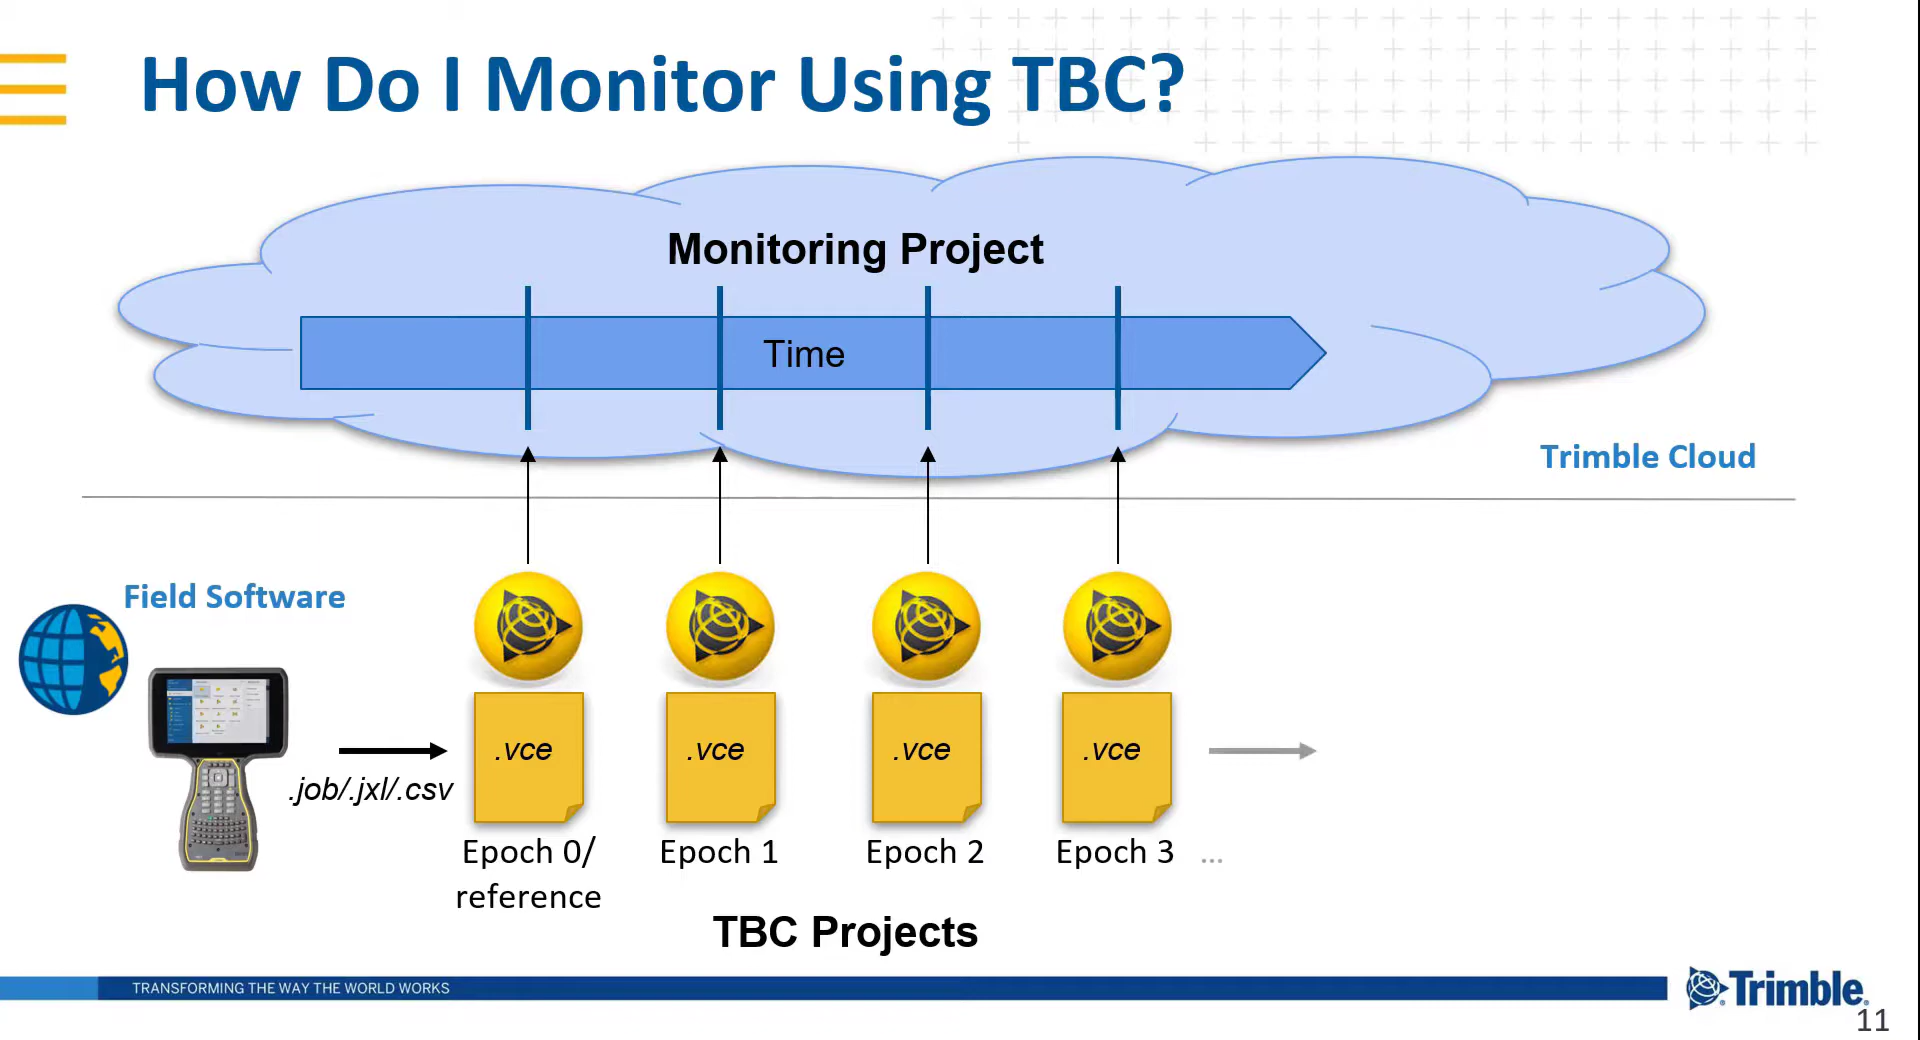 How Do I Monitor Using TBC?
Monitoring Project
Time
Trimble Cloud
Field Software
.job/.jxl/.csv
.vce
.vce
.vce
.vce
Epoch 0/
reference
Epoch 1
Epoch 2
Epoch 3
...
TBC Projects
TRANSFORMING THE WAY THE WORLD WORKS
Trimble
11